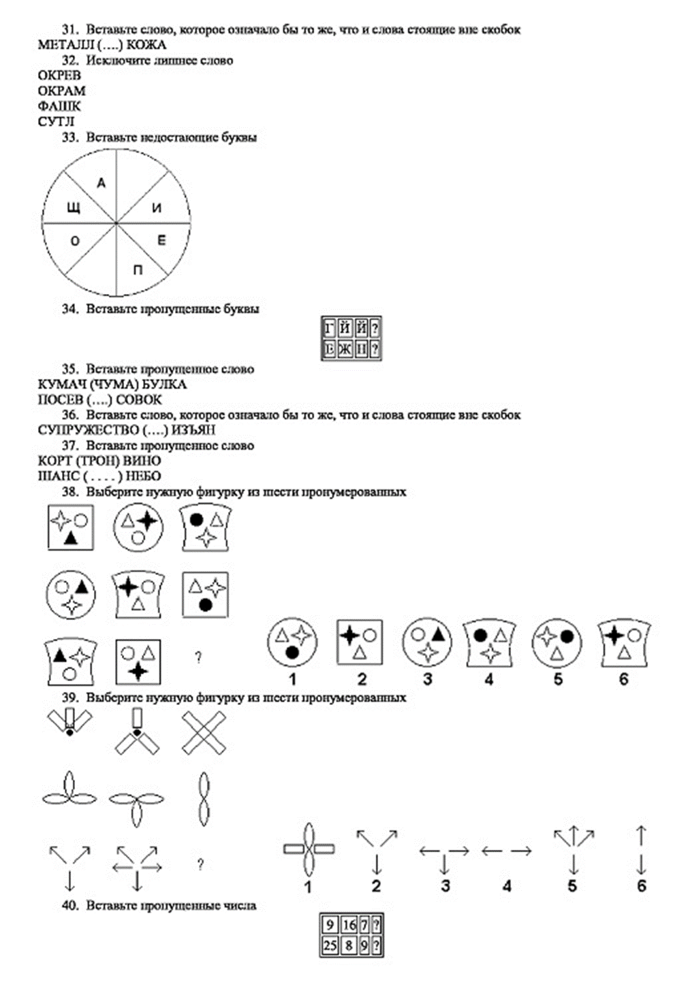 31. Вставьте слово, которое означало бы то же, что и слова стоящие вне скобок
МЕТАЛЛ (....) КОЖА
32. Исключите лишнее слово
ОКРЕВ
ОКРАМ
ФАШК
СУТЛ
33. Вставьте недостающие буквы
А
Щ И
О Е
П
34. Вставьте пропущенные буквы
Г Й Й ?
Е Ж Н ?
35. Вставьте пропущенное слово
КУМАЧ (ЧУМА) БУЛКА
ПОСЕВ (....) СОВОК
36. Вставьте слово, которое означало бы то же, что и слова стоящие вне скобок
СУПРУЖЕСТВО (....) ИЗЪЯН
37. Вставьте пропущенное слово
КОРТ (ТРОН) ВИНО
ШАНС ( . . . . ) НЕБО
38. Выберите нужную фигурку из шести пронумерованных
?
1 2 3 4 5 6
39. Выберите нужную фигурку из шести пронумерованных
?
1 2 3 4 5 6
40. Вставьте пропущенные числа
9 16 7 ?
25 8 9 ?